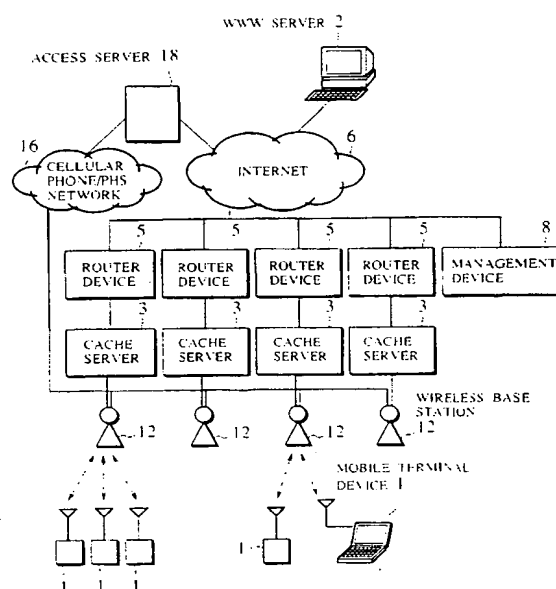 WWW SERVER 2
ACCESS SERVER 18
16
CELLULAR
PHONE/PHS
NETWORK
6
INTERNET
5
5
5
5
8
ROUTER
DEVICE
ROUTER
DEVICE
ROUTER
DEVICE
ROUTER
DEVICE
MANAGEMENT
DEVICE
3
3
3
3
CACHE
SERVER
CACHE
SERVER
CACHE
SERVER
CACHE
SERVER
WIRELESS BASE
STATION
12
12
12
12
MOBILE TERMINAL
DEVICE 1
1
1
1
1